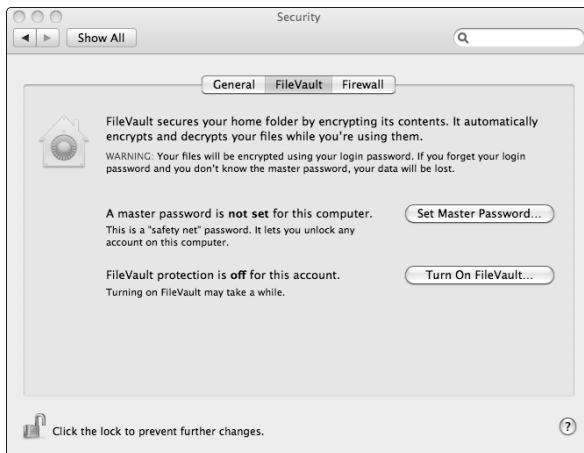 Security
Show All
General FileVault Firewall
FileVault secures your home folder by encrypting its contents. It automatically
encrypts and decrypts your files while you're using them.
WARNING: Your files will be encrypted using your login password. If you forget your login
password and you don't know the master password, your data will be lost.
A master password is not set for this computer.
Set Master Password...
This is a "safety net" password. It lets you unlock any
account on this computer.
FileVault protection is off for this account.
Turn On FileVault...
Turning on FileVault may take a while.
Click the lock to prevent further changes.
?